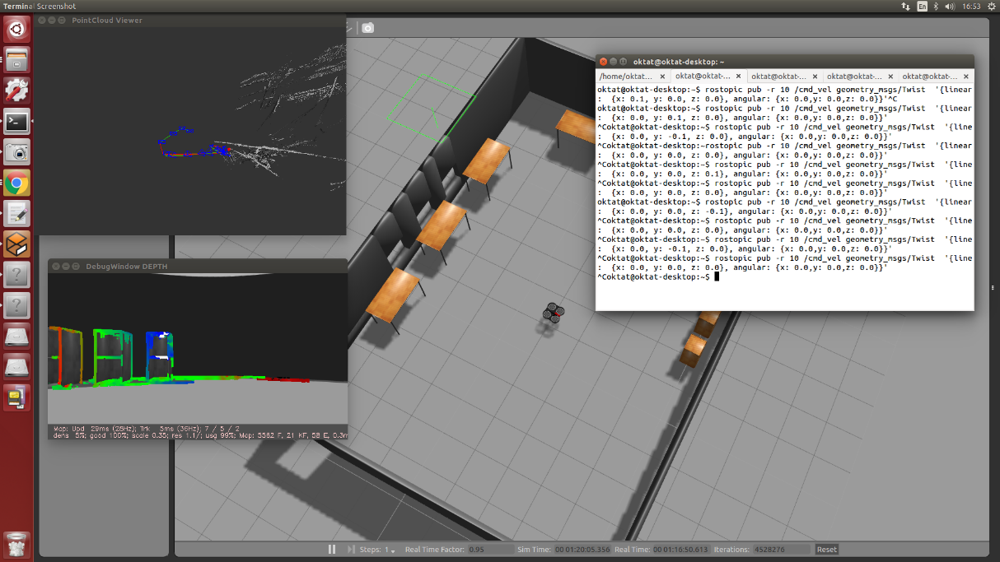 Terminal Screenshot
En
16:53
PointCloud Viewer
oktat@oktat-desktop: ~
/home/oktat...
oktat@oktat-...
oktat@oktat-...
oktat@oktat-...
oktat@oktat-...
oktat@oktat-desktop:~$ rostopic pub -r 10 /cmd_vel geometry_msgs/Twist  '{linear
:  {x: 0.1, y: 0.0, z: 0.0}, angular: {x: 0.0,y: 0.0,z: 0.0}}'^C
oktat@oktat-desktop:~$ rostopic pub -r 10 /cmd_vel geometry_msgs/Twist  '{linear
:  {x: 0.0, y: 0.1, z: 0.0}, angular: {x: 0.0,y: 0.0,z: 0.0}}'
^Coktat@oktat-desktop:~$ rostopic pub -r 10 /cmd_vel geometry_msgs/Twist  '{line
:  {x: 0.0, y: -0.1, z: 0.0}, angular: {x: 0.0,y: 0.0,z: 0.0}}'
^Coktat@oktat-desktop:~$rostopic pub -r 10 /cmd_vel geometry_msgs/Twist  '{line
:  {x: 0.0, y: 0.0, z: 0.0}, angular: {x: 0.0,y: 0.0,z: 0.0}}'
^Coktat@oktat-desktop:~$ rostopic pub -r 10 /cmd_vel geometry_msgs/Twist  '{line
:  {x: 0.0, y: 0.0, z: 0.1}, angular: {x: 0.0,y: 0.0,z: 0.0}}'
^Coktat@oktat-desktop:~$ rostopic pub -r 10 /cmd_vel geometry_msgs/Twist  '{line
:  {x: 0.0, y: 0.0, z: 0.0}, angular: {x: 0.0,y: 0.0,z: 0.0}}'
oktat@oktat-desktop:~$ rostopic pub -r 10 /cmd_vel geometry_msgs/Twist  '{linear
:  {x: 0.0, y: 0.0, z: -0.1}, angular: {x: 0.0,y: 0.0,z: 0.0}}'
^Coktat@oktat-desktop:~$ rostopic pub -r 10 /cmd_vel geometry_msgs/Twist  '{line
:  {x: 0.0, y: 0.0, z: 0.0}, angular: {x: 0.0,y: 0.0,z: 0.0}}'
^Coktat@oktat-desktop:~$ rostopic pub -r 10 /cmd_vel geometry_msgs/Twist  '{line
:  {x: 0.0, y: -0.1, z: 0.0}, angular: {x: 0.0,y: 0.0,z: 0.0}}'
^Coktat@oktat-desktop:~$ rostopic pub -r 10 /cmd_vel geometry_msgs/Twist  '{line
:  {x: 0.0, y: 0.0, z: 0.0}, angular: {x: 0.0,y: 0.0,z: 0.0}}'
^Coktat@oktat-desktop:~$
DebugWindow DEPTH
Map: Upd  29ms (28Hz); Trk   5ms (36Hz); 7 / 5 / 2
dens  5%; good 100%; scale 0.35; res 1.1/; usg 99%; Map: 5562 F, 21 KF, 58 E, 0.3m
Steps: 1 Real Time Factor: 0.95 Sim Time: 00 01:20:05.356 Real Time: 00 01:16:50.613 Iterations: 4528276 Reset